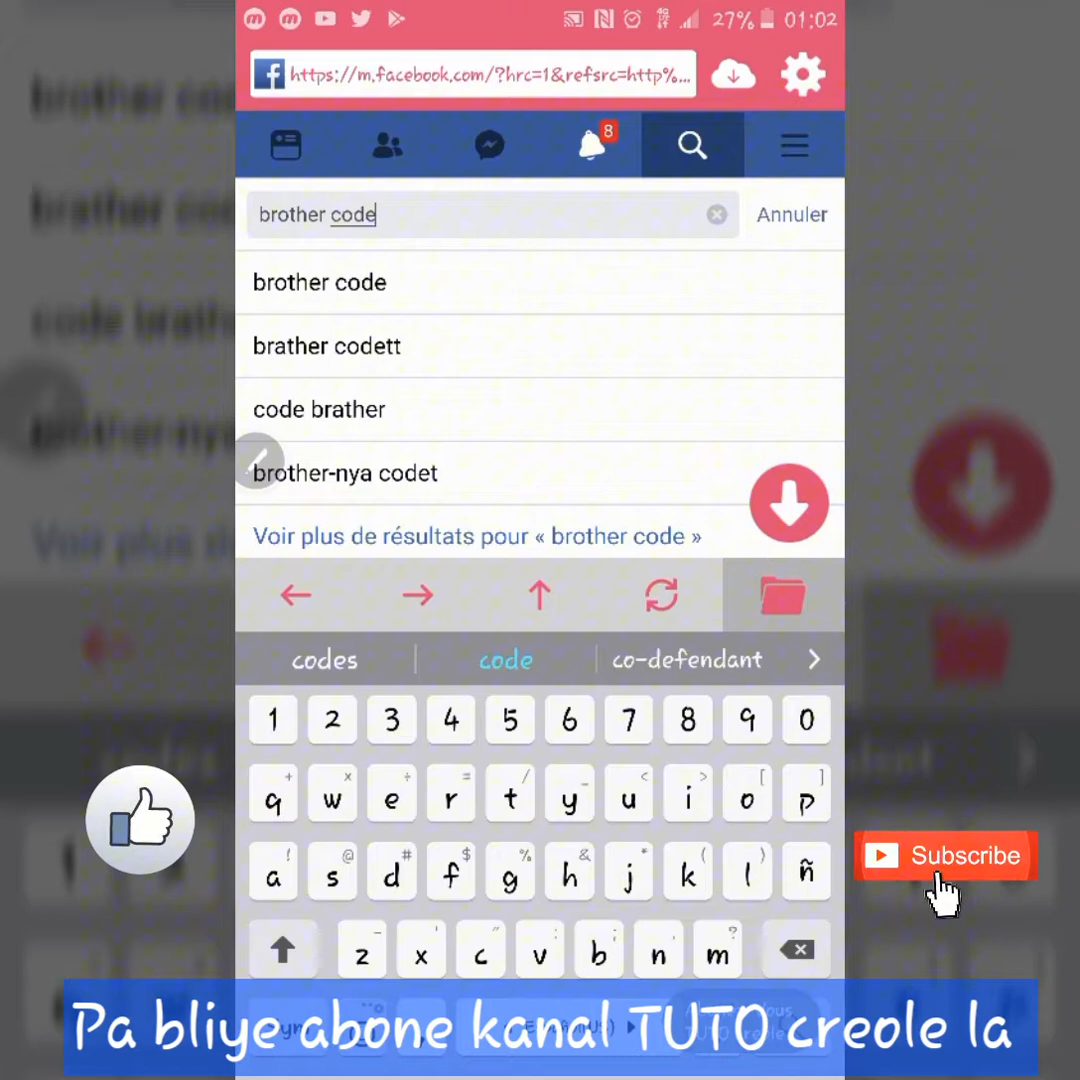 27% 01:02
https://m.facebook.com/?hrc=1&refsrc=http%...
8
brother code
Annuler
brother code
brather codett
code brather
brother-nya codet
Voir plus de résultats pour « brother code »
codes code co-defendant
1 2 3 4 5 6 7 8 9 0
+ × ÷ = / _ < > [ ]
q w e r t y u i o p
! @ # $ % & * ( )
a s d f g h j k l ñ
- ' " : ; , ?
z x c v b n m
Subscribe
Pa bliye abone kanal TUTO creole la